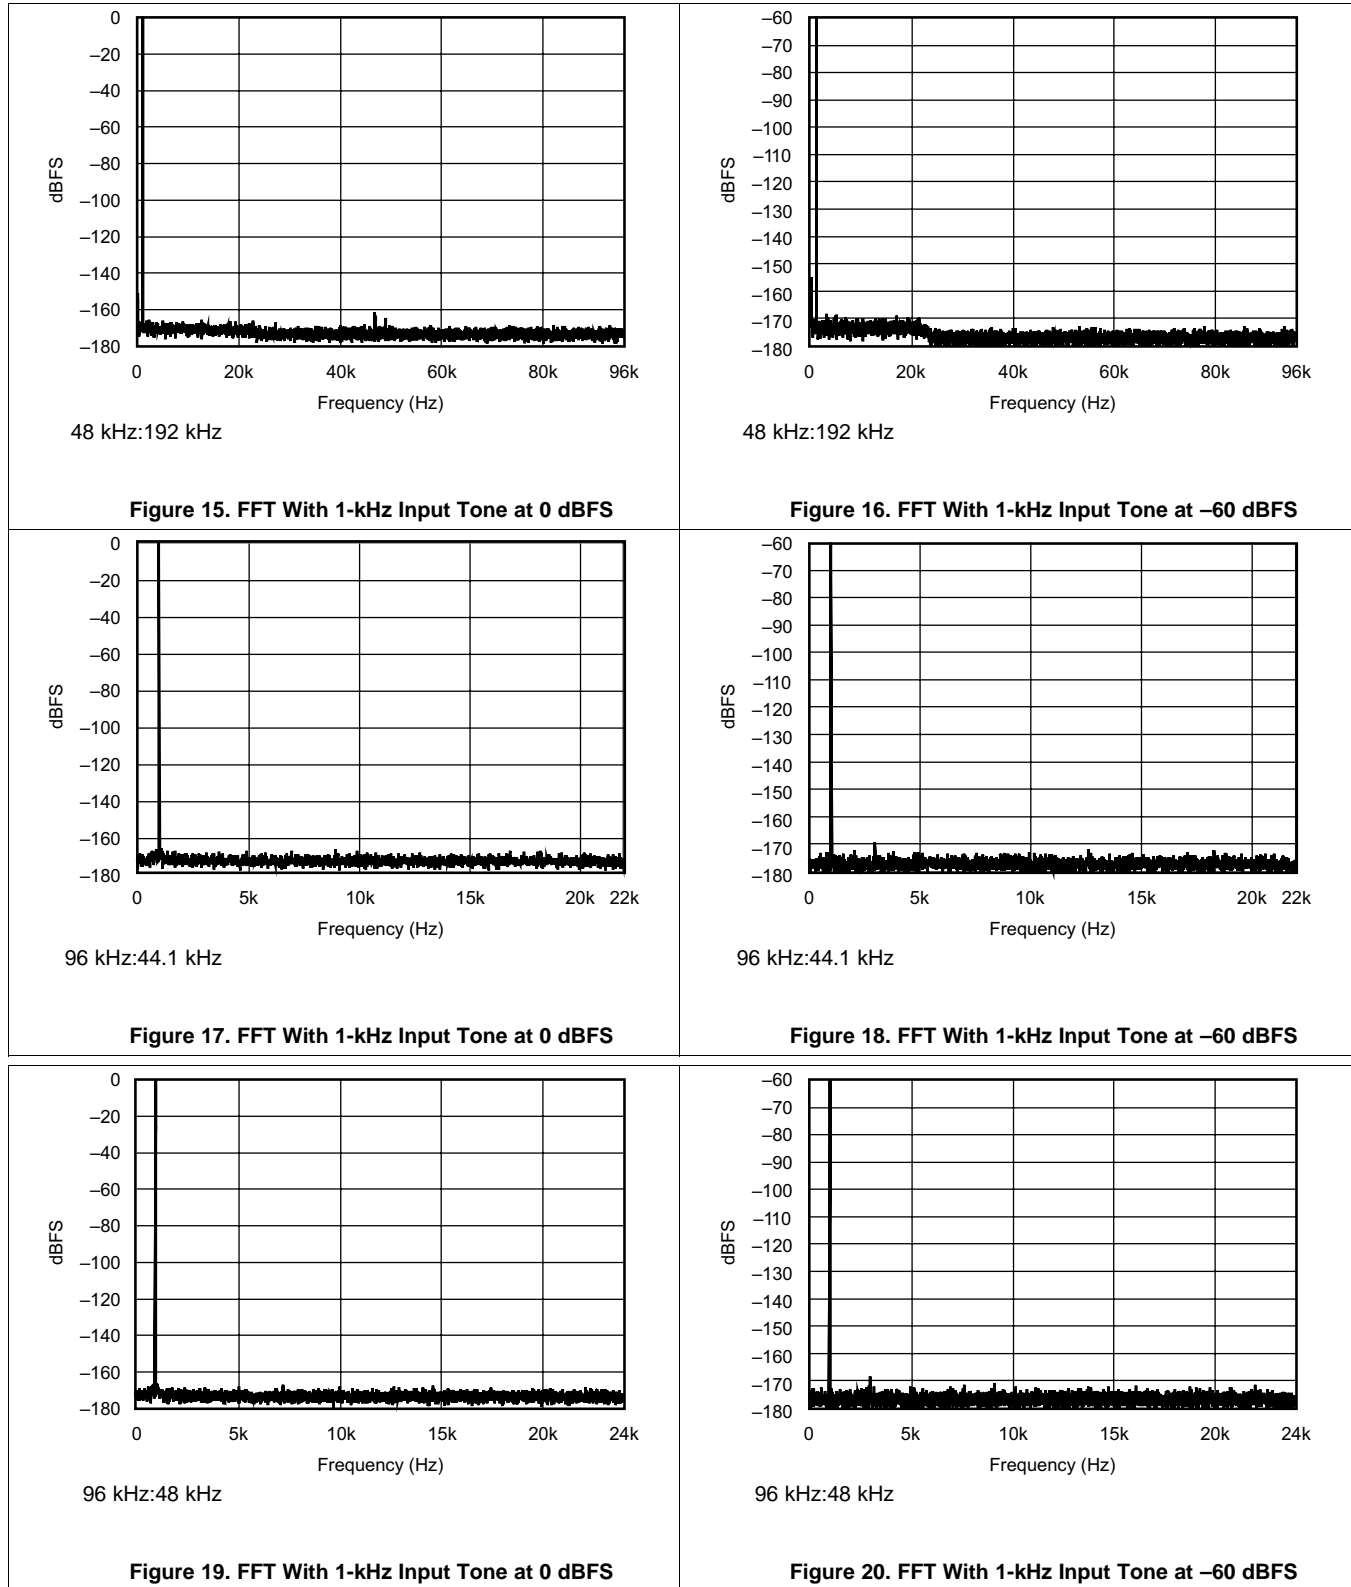 0
–20
–40
–60
–80
–100
–120
–140
–160
–180
dBFS
0 20k 40k 60k 80k 96k
Frequency (Hz)
48 kHz:192 kHz
Figure 15. FFT With 1-kHz Input Tone at 0 dBFS
–60
–70
–80
–90
–100
–110
–120
–130
–140
–150
–160
–170
–180
dBFS
0 20k 40k 60k 80k 96k
Frequency (Hz)
48 kHz:192 kHz
Figure 16. FFT With 1-kHz Input Tone at –60 dBFS
0
–20
–40
–60
–80
–100
–120
–140
–160
–180
dBFS
0 5k 10k 15k 20k 22k
Frequency (Hz)
96 kHz:44.1 kHz
Figure 17. FFT With 1-kHz Input Tone at 0 dBFS
–60
–70
–80
–90
–100
–110
–120
–130
–140
–150
–160
–170
–180
dBFS
0 5k 10k 15k 20k 22k
Frequency (Hz)
96 kHz:44.1 kHz
Figure 18. FFT With 1-kHz Input Tone at –60 dBFS
0
–20
–40
–60
–80
–100
–120
–140
–160
–180
dBFS
0 5k 10k 15k 20k 24k
Frequency (Hz)
96 kHz:48 kHz
Figure 19. FFT With 1-kHz Input Tone at 0 dBFS
–60
–70
–80
–90
–100
–110
–120
–130
–140
–150
–160
–170
–180
dBFS
0 5k 10k 15k 20k 24k
Frequency (Hz)
96 kHz:48 kHz
Figure 20. FFT With 1-kHz Input Tone at –60 dBFS